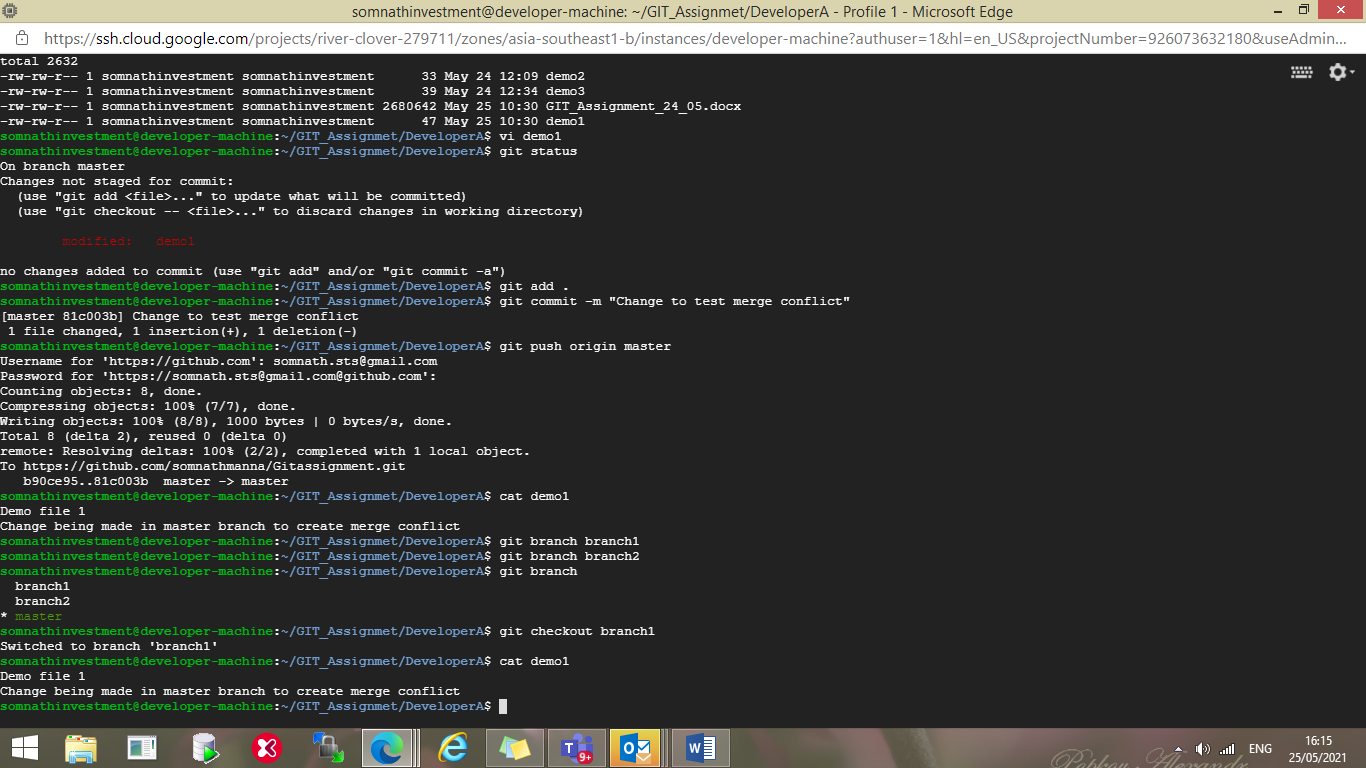 somnathinvestment@developer-machine: ~/GIT_Assignmet/DeveloperA - Profile 1 - Microsoft Edge
https://ssh.cloud.google.com/projects/river-clover-279711/zones/asia-southeast1-b/instances/developer-machine?authuser=1&hl=en_US&projectNumber=926073632180&useAdmin...
total 2632
-rw-rw-r-- 1 somnathinvestment somnathinvestment      33 May 24 12:09 demo2
-rw-rw-r-- 1 somnathinvestment somnathinvestment      39 May 24 12:34 demo3
-rw-rw-r-- 1 somnathinvestment somnathinvestment 2680642 May 25 10:30 GIT_Assignment_24_05.docx
-rw-rw-r-- 1 somnathinvestment somnathinvestment      47 May 25 10:30 demo1
somnathinvestment@developer-machine:~/GIT_Assignmet/DeveloperA$ vi demo1
somnathinvestment@developer-machine:~/GIT_Assignmet/DeveloperA$ git status
On branch master
Changes not staged for commit:
  (use "git add <file>..." to update what will be committed)
  (use "git checkout -- <file>..." to discard changes in working directory)
        modified:   demo1
no changes added to commit (use "git add" and/or "git commit -a")
somnathinvestment@developer-machine:~/GIT_Assignmet/DeveloperA$ git add .
somnathinvestment@developer-machine:~/GIT_Assignmet/DeveloperA$ git commit -m "Change to test merge conflict"
[master 81c003b] Change to test merge conflict
 1 file changed, 1 insertion(+), 1 deletion(-)
somnathinvestment@developer-machine:~/GIT_Assignmet/DeveloperA$ git push origin master
Username for 'https://github.com': somnath.sts@gmail.com
Password for 'https://somnath.sts@gmail.com@github.com':
Counting objects: 8, done.
Compressing objects: 100% (7/7), done.
Writing objects: 100% (8/8), 1000 bytes | 0 bytes/s, done.
Total 8 (delta 2), reused 0 (delta 0)
remote: Resolving deltas: 100% (2/2), completed with 1 local object.
To https://github.com/somnathmanna/Gitassignment.git
   b90ce95..81c003b  master -> master
somnathinvestment@developer-machine:~/GIT_Assignmet/DeveloperA$ cat demo1
Demo file 1
Change being made in master branch to create merge conflict
somnathinvestment@developer-machine:~/GIT_Assignmet/DeveloperA$ git branch branch1
somnathinvestment@developer-machine:~/GIT_Assignmet/DeveloperA$ git branch branch2
somnathinvestment@developer-machine:~/GIT_Assignmet/DeveloperA$ git branch
  branch1
  branch2
* master
somnathinvestment@developer-machine:~/GIT_Assignmet/DeveloperA$ git checkout branch1
Switched to branch 'branch1'
somnathinvestment@developer-machine:~/GIT_Assignmet/DeveloperA$ cat demo1
Demo file 1
Change being made in master branch to create merge conflict
somnathinvestment@developer-machine:~/GIT_Assignmet/DeveloperA$
9+
ENG
16:15
25/05/2021